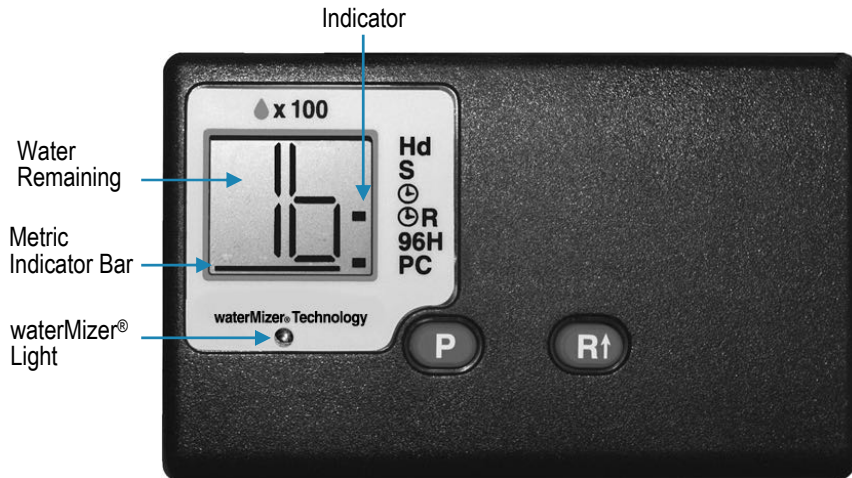 Indicator
x 100
Water
Remaining
16
Hd
S
R
96H
PC
Metric
Indicator Bar
waterMizer® Technology
waterMizer®
Light
P
R↑